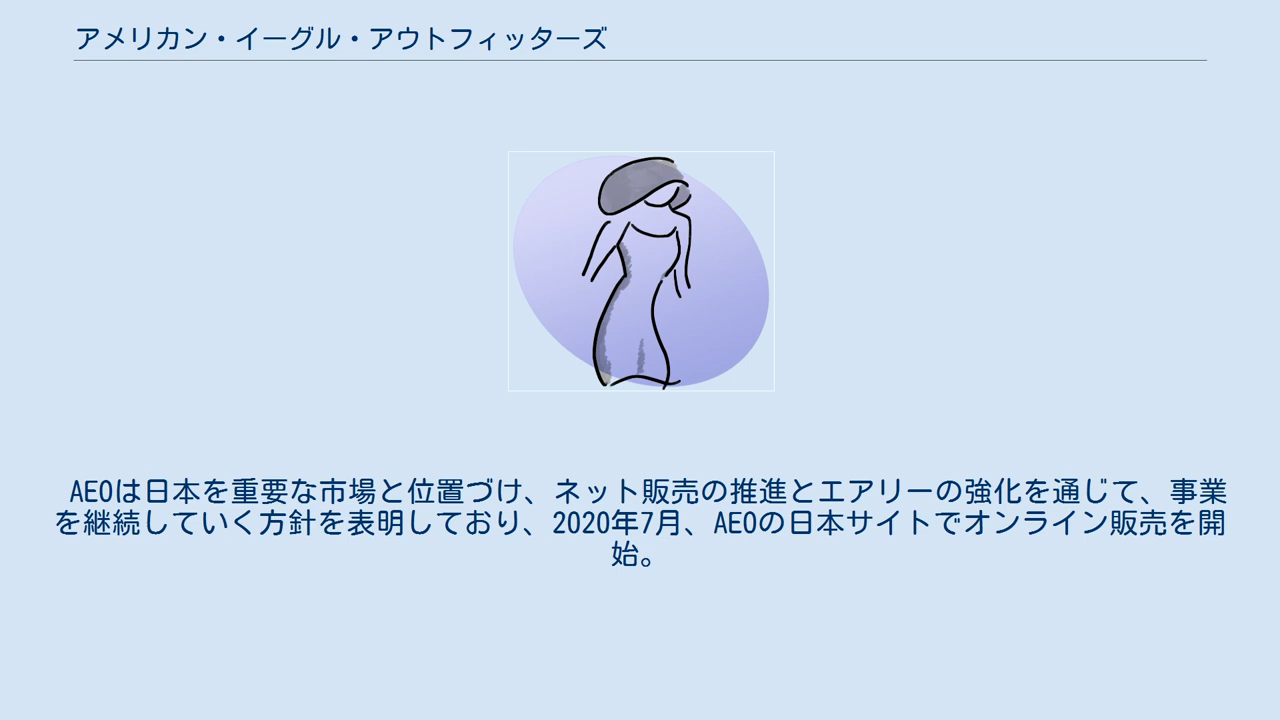 アメリカン・イーグル・アウトフィッターズ
AEOは日本を重要な市場と位置づけ、ネット販売の推進とエアリーの強化を通じて、事業
を継続していく方針を表明しており、2020年7月、AEOの日本サイトでオンライン販売を開
始。